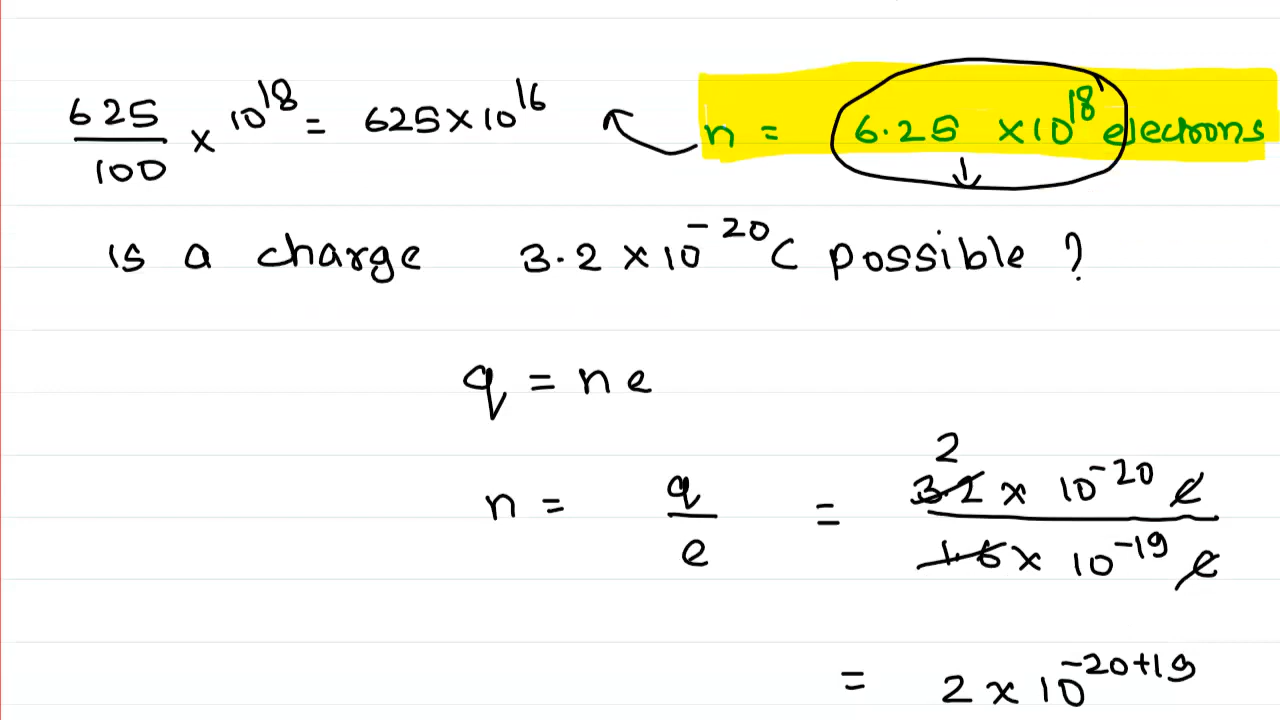 625/100 × 10^18 = 625 × 10^16 n = 6.25 × 10^18 electrons
is a charge 3.2 × 10^-20 C possible ?
q = n e
n = q/e = 2 3.2 × 10^-20 C / 1.6 × 10^-19 C
= 2 × 10^-20+19